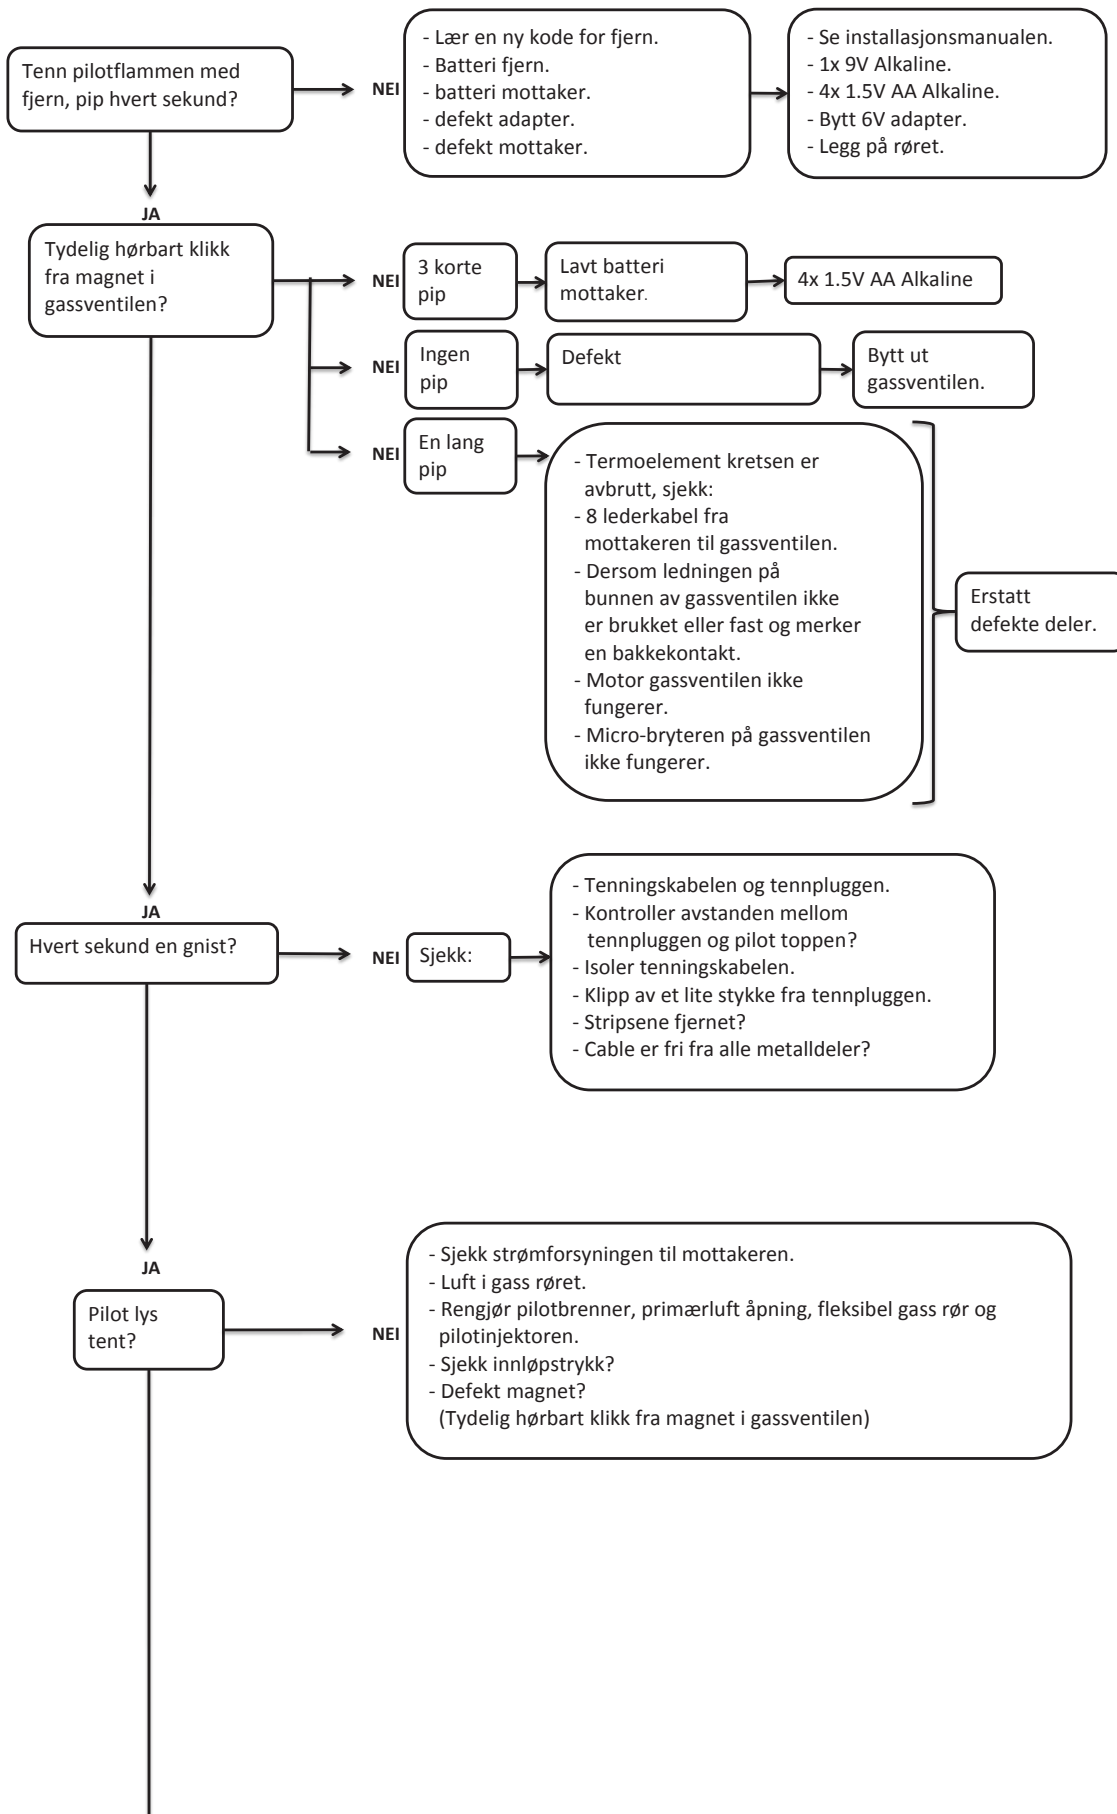 Tenn pilotflammen med
fjern, pip hvert sekund?
NEI
- Lær en ny kode for fjern.
- Batteri fjern.
- batteri mottaker.
- defekt adapter.
- defekt mottaker.
- Se installasjonsmanualen.
- 1x 9V Alkaline.
- 4x 1.5V AA Alkaline.
- Bytt 6V adapter.
- Legg på røret.
JA
Tydelig hørbart klikk
fra magnet i
gassventilen?
NEI
3 korte
pip
Lavt batteri
mottaker.
4x 1.5V AA Alkaline
NEI
Ingen
pip
Defekt
Bytt ut
gassventilen.
NEI
En lang
pip
- Termoelement kretsen er
avbrutt, sjekk:
- 8 lederkabel fra
mottakeren til gassventilen.
- Dersom ledningen på
bunnen av gassventilen ikke
er brukket eller fast og merker
en bakkekontakt.
- Motor gassventilen ikke
fungerer.
- Micro-bryteren på gassventilen
ikke fungerer.
Erstatt
defekte deler.
JA
Hvert sekund en gnist?
NEI
Sjekk:
- Tenningskabelen og tennpluggen.
- Kontroller avstanden mellom
tennpluggen og pilot toppen?
- Isoler tenningskabelen.
- Klipp av et lite stykke fra tennpluggen.
- Stripsene fjernet?
- Cable er fri fra alle metalldeler?
JA
Pilot lys
tent?
NEI
- Sjekk strømforsyningen til mottakeren.
- Luft i gass røret.
- Rengjør pilotbrenner, primærluft åpning, fleksibel gass rør og
pilotinjektoren.
- Sjekk innløpstrykk?
- Defekt magnet?
(Tydelig hørbart klikk fra magnet i gassventilen)